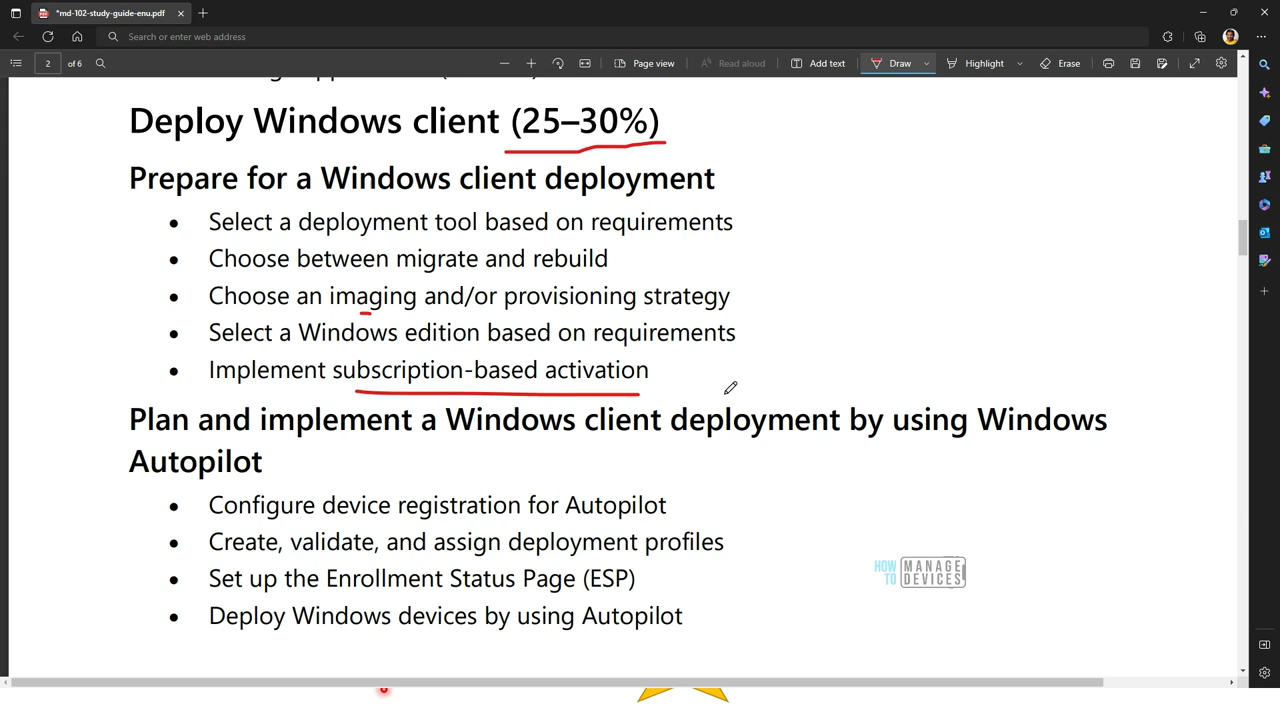 *md-102-study-guide-enu.pdf
Search or enter web address
2 of 6 Page view Read aloud Add text Draw Highlight Erase
Deploy Windows client (25–30%)
Prepare for a Windows client deployment
• Select a deployment tool based on requirements
• Choose between migrate and rebuild
• Choose an imaging and/or provisioning strategy
• Select a Windows edition based on requirements
• Implement subscription-based activation
Plan and implement a Windows client deployment by using Windows
Autopilot
• Configure device registration for Autopilot
• Create, validate, and assign deployment profiles
• Set up the Enrollment Status Page (ESP)
• Deploy Windows devices by using Autopilot
HOW TO MANAGE DEVICES